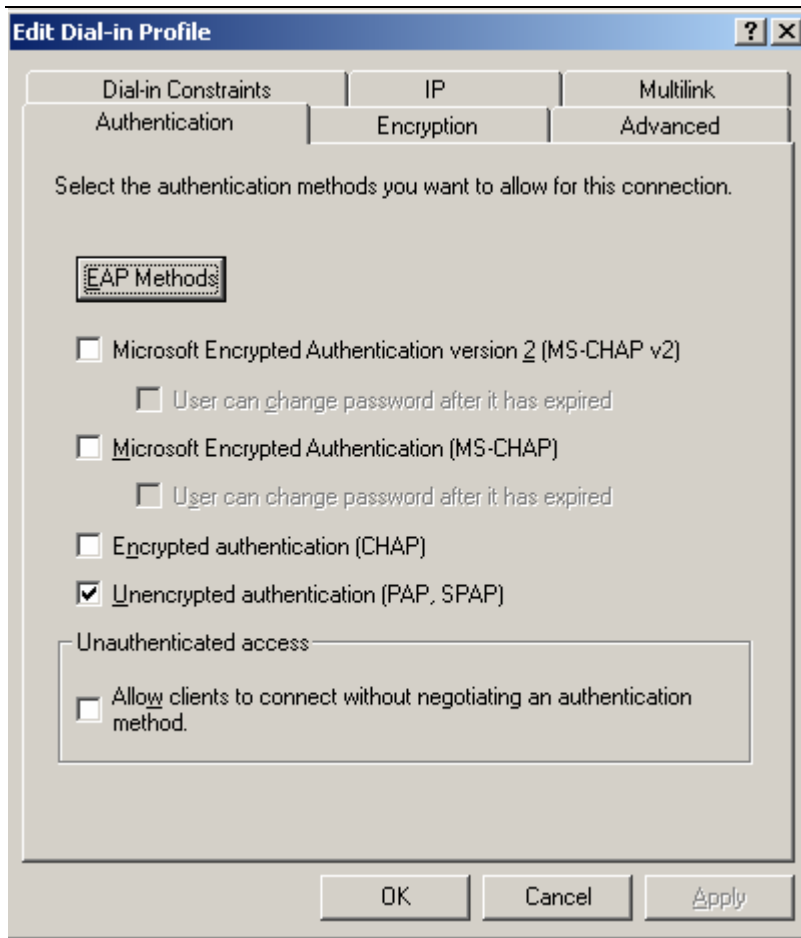 Edit Dial-in Profile
Dial-in Constraints
IP
Multilink
Authentication
Encryption
Advanced
Select the authentication methods you want to allow for this connection.
EAP Methods
Microsoft Encrypted Authentication version 2 (MS-CHAP v2)
User can change password after it has expired
Microsoft Encrypted Authentication (MS-CHAP)
User can change password after it has expired
Encrypted authentication (CHAP)
Unencrypted authentication (PAP, SPAP)
Unauthenticated access
Allow clients to connect without negotiating an authentication
method.
OK
Cancel
Apply